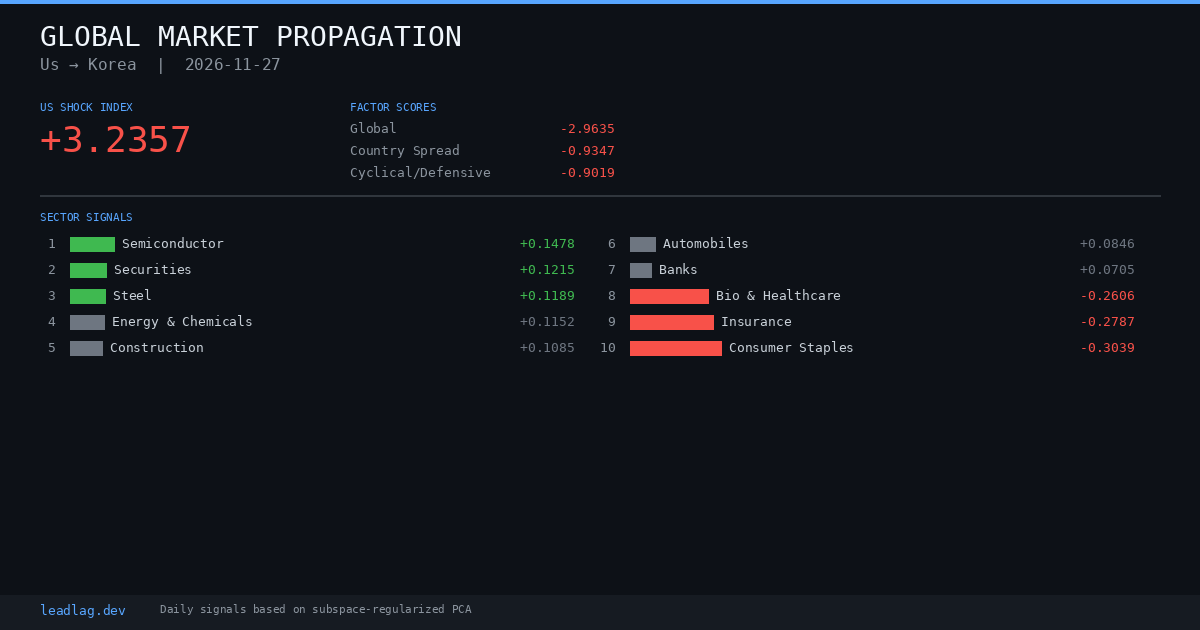 GLOBAL MARKET PROPAGATION
Us → Korea | 2026-11-27
US SHOCK INDEX
+3.2357
FACTOR SCORES
Global -2.9635
Country Spread -0.9347
Cyclical/Defensive -0.9019
SECTOR SIGNALS
1 Semiconductor +0.1478
2 Securities +0.1215
3 Steel +0.1189
4 Energy & Chemicals +0.1152
5 Construction +0.1085
6 Automobiles +0.0846
7 Banks +0.0705
8 Bio & Healthcare -0.2606
9 Insurance -0.2787
10 Consumer Staples -0.3039
leadlag.dev Daily signals based on subspace-regularized PCA